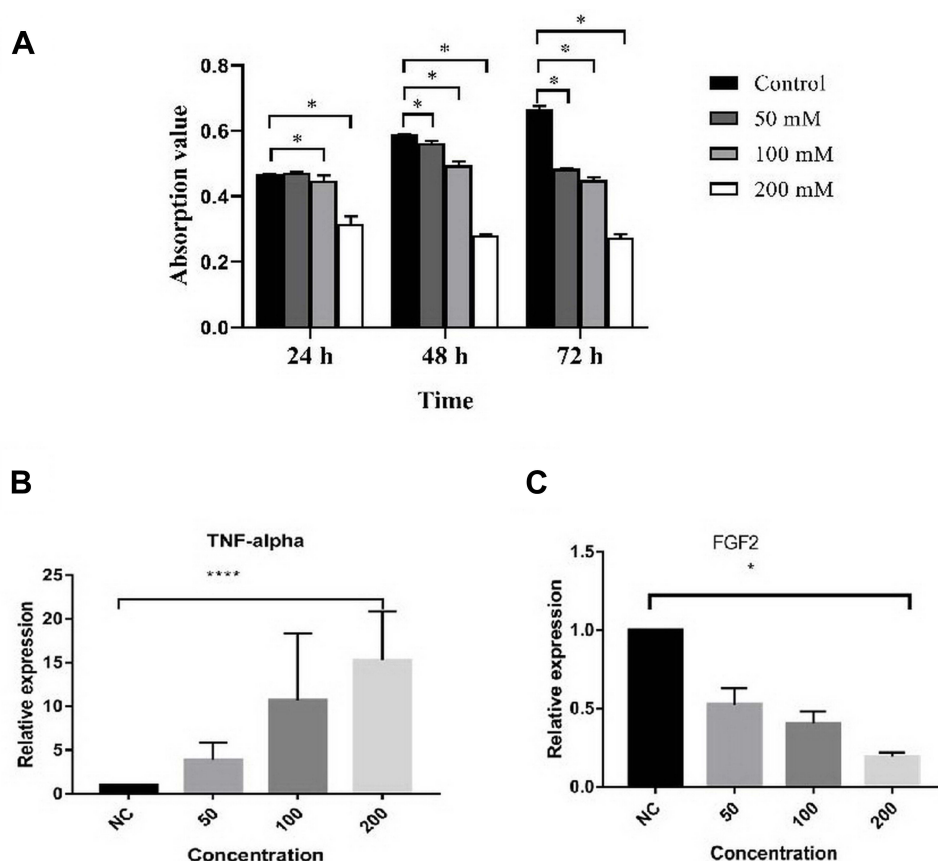 A
*
*
*
*
*
*
*
*
0.8
0.6
0.4
0.2
0.0
Absorption value
24 h
48 h
72 h
Time
Control
50 mM
100 mM
200 mM
B
TNF-alpha
****
25
20
15
10
5
0
Relative expression
NC
50
100
200
Concentration
C
FGF2
*
1.5
1.0
0.5
0.0
Relative expression
NC
50
100
200
Concentration